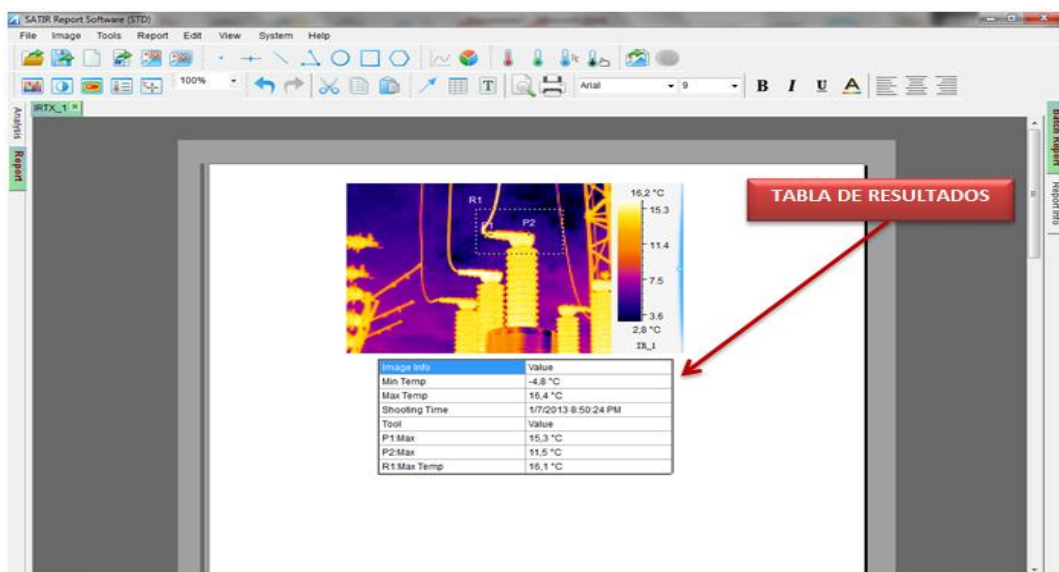 SATIR Report Software (STD)
File Image Tools Report Edit View System Help
100% T Arial 9 B I U A
IRTX_1
Analysis
Report
Batch Report
Report Info
TABLA DE RESULTADOS
R1
P2
16,2 °C
15.3
11.4
7.5
3.6
2,8 °C
IR_1
Image Info Value
Min Temp -4,8 °C
Max Temp 16,4 °C
Shooting Time 1/7/2013 8:50:24 PM
Tool Value
P1:Max 15,3 °C
P2:Max 11,5 °C
R1:Max Temp 16,1 °C